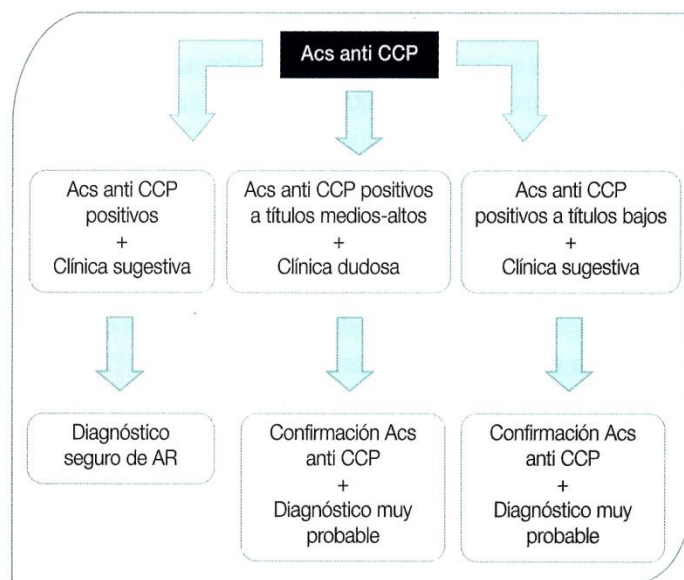 Acs anti CCP
Acs anti CCP
positivos
+
Clínica sugestiva
Acs anti CCP positivos
a títulos medios-altos
+
Clínica dudosa
Acs anti CCP
positivos a títulos bajos
+
Clínica sugestiva
Diagnóstico
seguro de AR
Confirmación Acs
anti CCP
+
Diagnóstico muy
probable
Confirmación Acs
anti CCP
+
Diagnóstico muy
probable